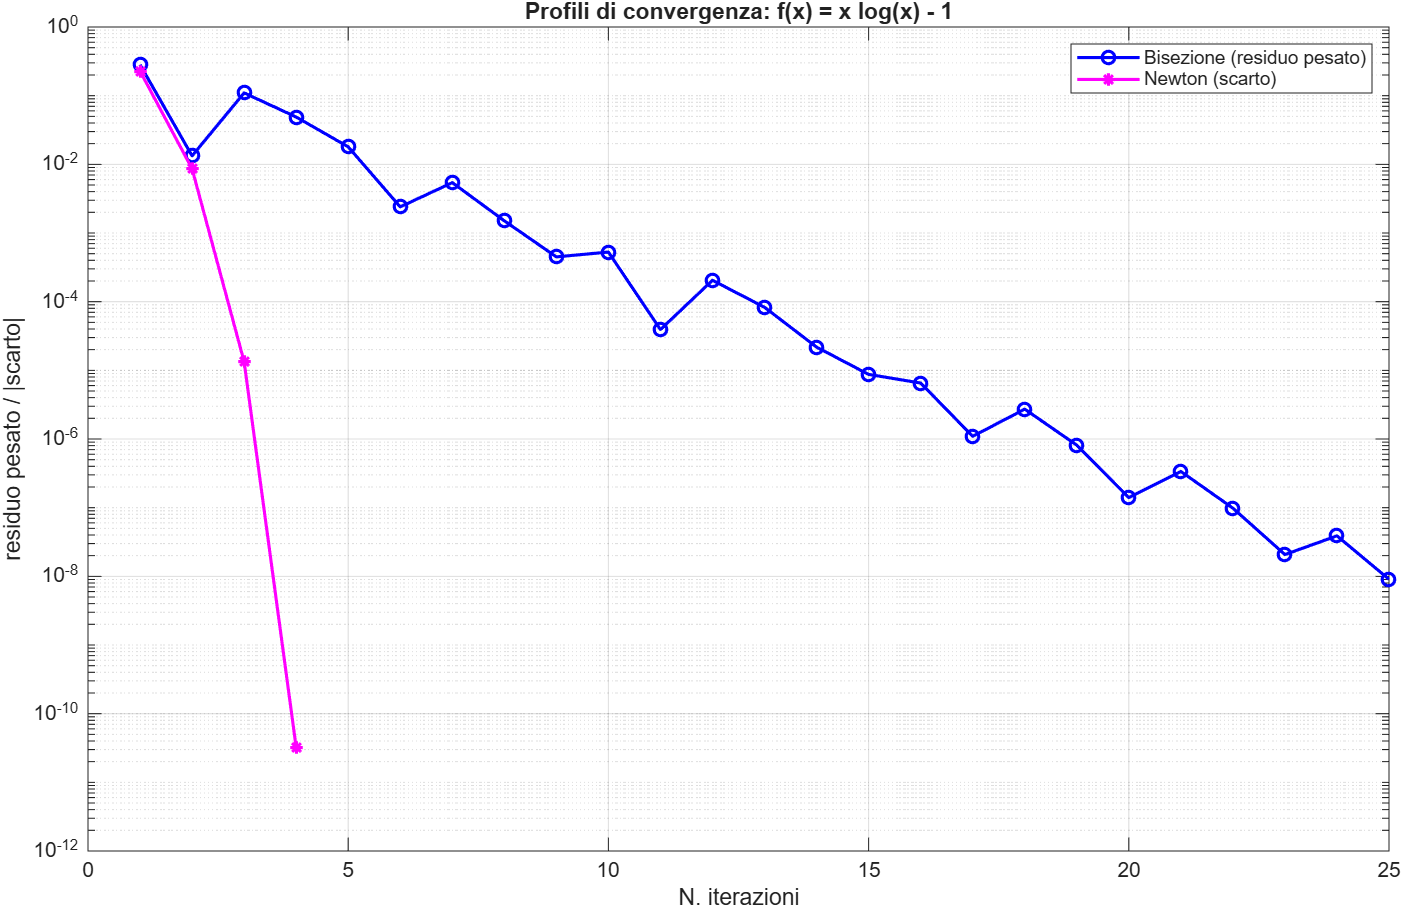 Profili di convergenza: f(x) = x log(x) - 1
Bisezione (residuo pesato)
Newton (scarto)
residuo pesato / |scarto|
10^0
10^-2
10^-4
10^-6
10^-8
10^-10
10^-12
0 5 10 15 20 25
N. iterazioni